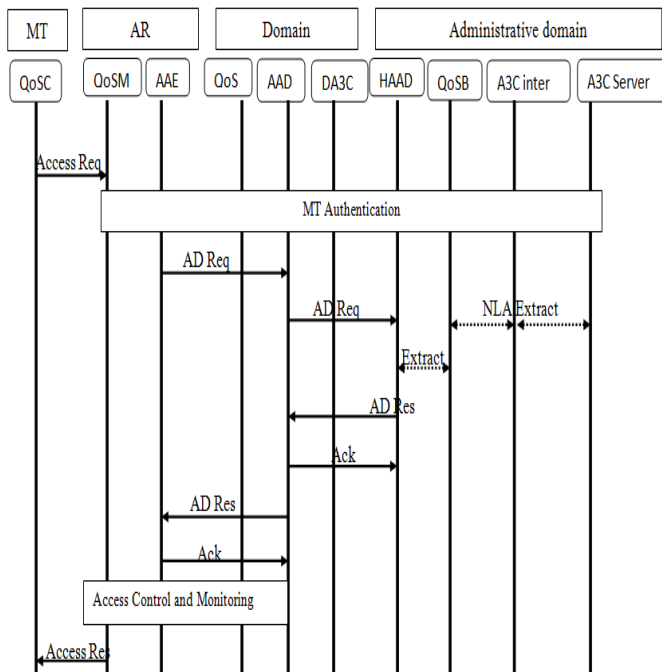 MT AR Domain Administrative domain
QoSC QoSM AAE QoS AAD DA3C HAAD QoSB A3C inter A3C Server
Access Req
MT Authentication
AD Req
AD Req NLA Extract
Extract
AD Res
Ack
AD Res
Ack
Access Control and Monitoring
Access Res